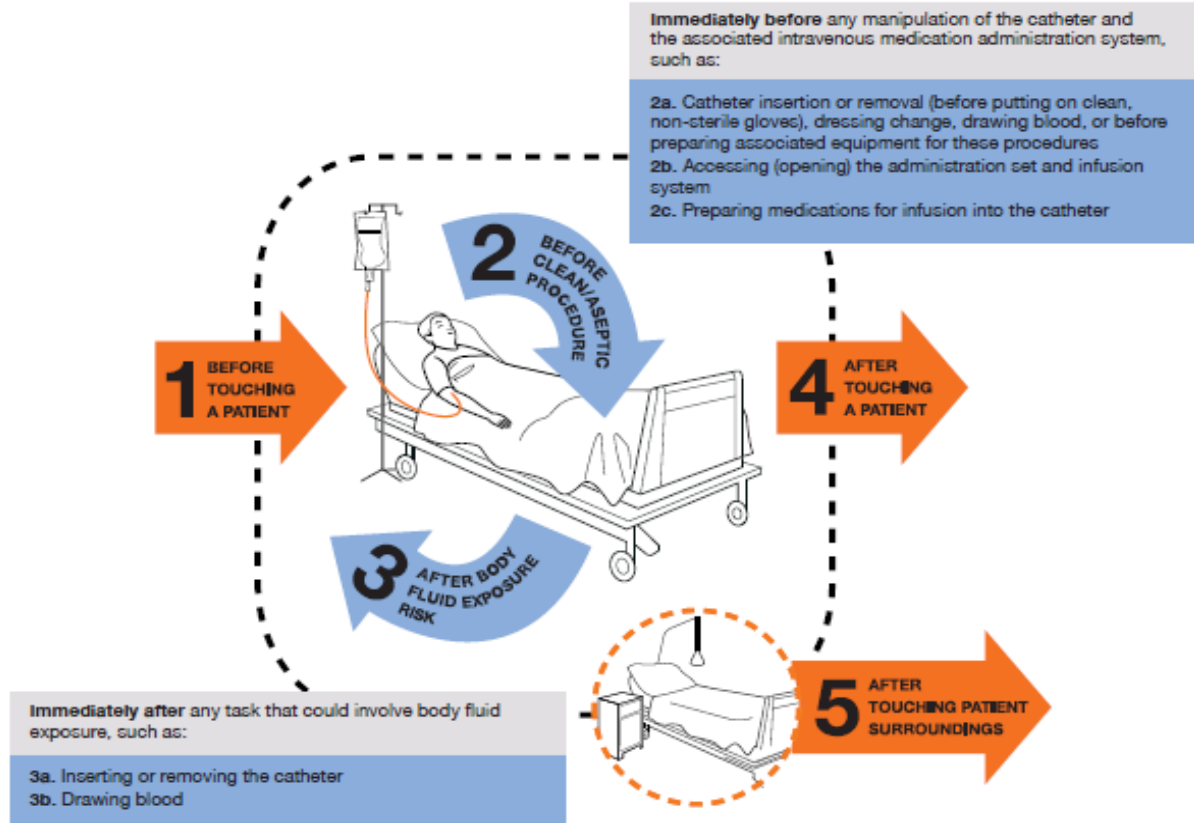 Immediately before any manipulation of the catheter and
the associated intravenous medication administration system,
such as:
2a. Catheter insertion or removal (before putting on clean,
non-sterile gloves), dressing change, drawing blood, or before
preparing associated equipment for these procedures
2b. Accessing (opening) the administration set and infusion
system
2c. Preparing medications for infusion into the catheter
1 BEFORE
TOUCHING
A PATIENT
2 BEFORE
CLEAN/ASEPTIC
PROCEDURE
3 AFTER BODY
FLUID EXPOSURE
RISK
4 AFTER
TOUCHING
A PATIENT
5 AFTER
TOUCHING PATIENT
SURROUNDINGS
Immediately after any task that could involve body fluid
exposure, such as:
3a. Inserting or removing the catheter
3b. Drawing blood